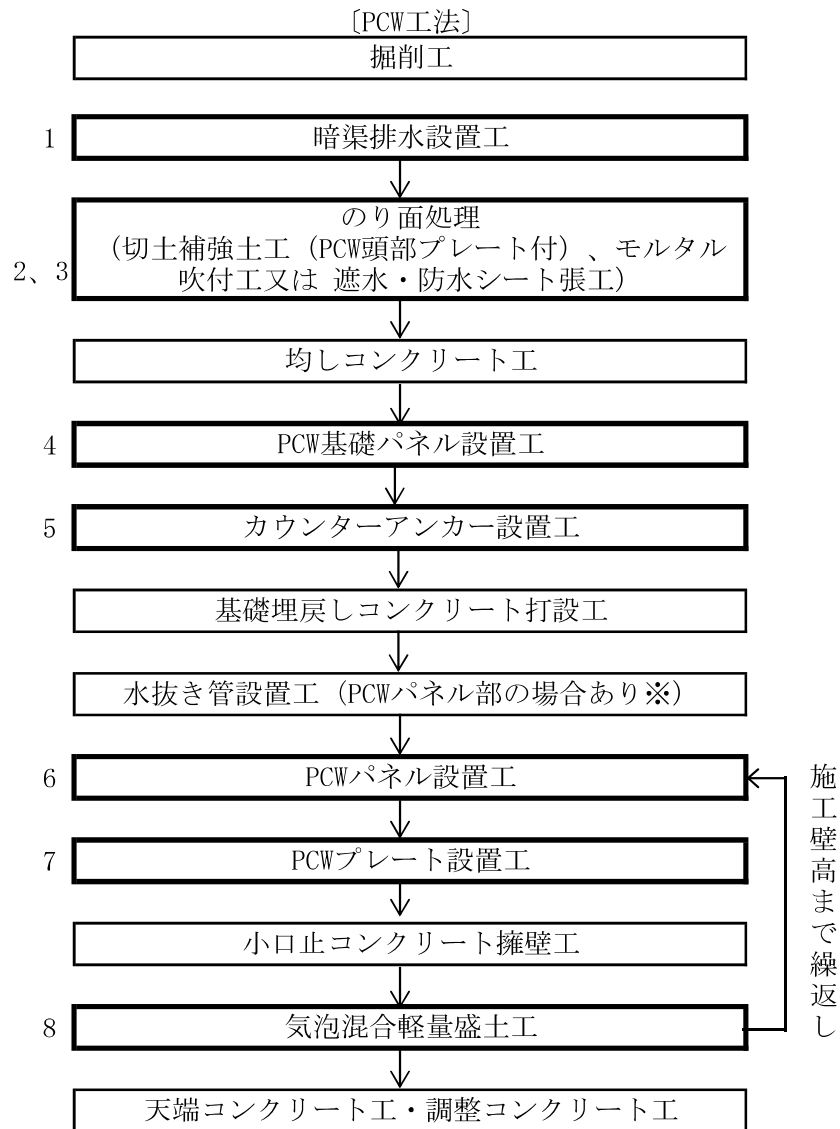 〔PCW工法〕
掘削工
1 暗渠排水設置工
のり面処理
（切土補強土工（PCW頭部プレート付）、モルタル
2、3 吹付工又は 遮水・防水シート張工）
均しコンクリート工
4 PCW基礎パネル設置工
5 カウンターアンカー設置工
基礎埋戻しコンクリート打設工
水抜き管設置工（PCWパネル部の場合あり※）
6 PCWパネル設置工
7 PCWプレート設置工
小口止コンクリート擁壁工
8 気泡混合軽量盛土工
天端コンクリート工・調整コンクリート工
施工壁高まで繰返し